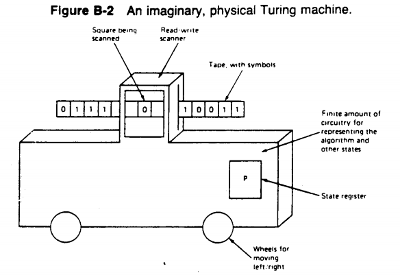 Figure B-2 An imaginary, physical Turing machine.
Square being
scanned
Read-write
scanner
Tape, with symbols
0 1 1 1 1 0 1 0 0 1 1
Finite amount of
circuitry for
representing the
algorithm and
other states
P
State register
Wheels for
moving
left/right